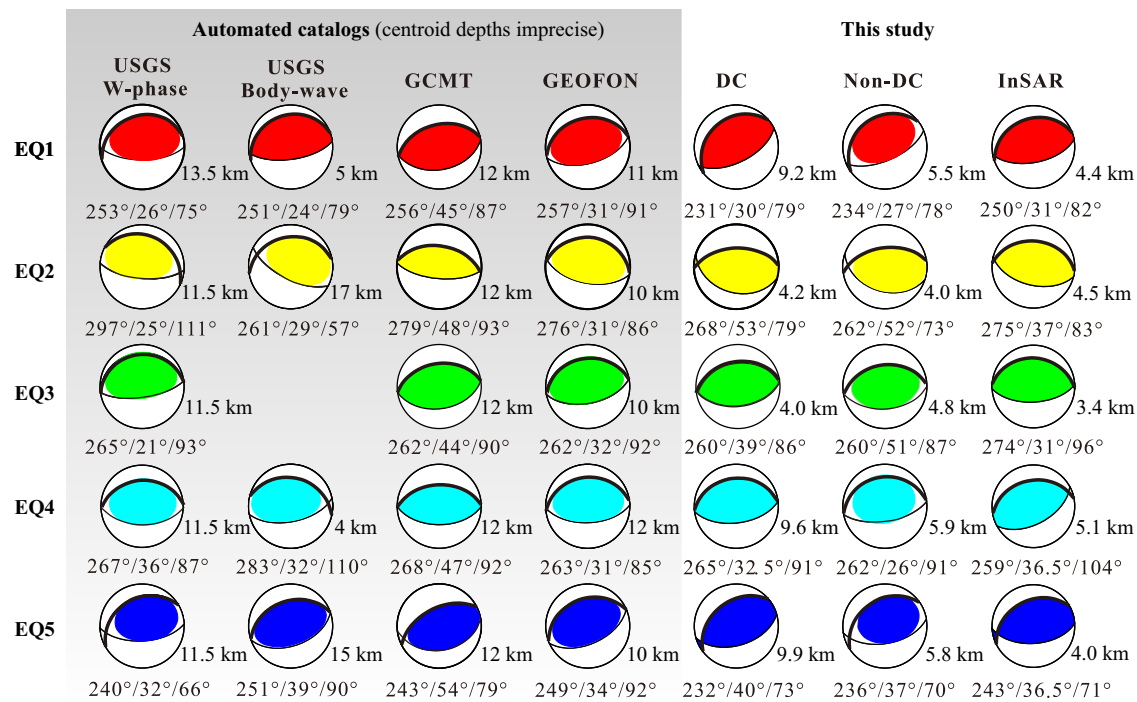 Automated catalogs (centroid depths imprecise) This study
USGS W-phase USGS Body-wave GCMT GEOFON DC Non-DC InSAR
EQ1 13.5 km 5 km 12 km 11 km 9.2 km 5.5 km 4.4 km
253°/26°/75° 251°/24°/79° 256°/45°/87° 257°/31°/91° 231°/30°/79° 234°/27°/78° 250°/31°/82°
EQ2 11.5 km 17 km 12 km 10 km 4.2 km 4.0 km 4.5 km
297°/25°/111° 261°/29°/57° 279°/48°/93° 276°/31°/86° 268°/53°/79° 262°/52°/73° 275°/37°/83°
EQ3 11.5 km 12 km 10 km 4.0 km 4.8 km 3.4 km
265°/21°/93° 262°/44°/90° 262°/32°/92° 260°/39°/86° 260°/51°/87° 274°/31°/96°
EQ4 11.5 km 4 km 12 km 12 km 9.6 km 5.9 km 5.1 km
267°/36°/87° 283°/32°/110° 268°/47°/92° 263°/31°/85° 265°/32.5°/91° 262°/26°/91° 259°/36.5°/104°
EQ5 11.5 km 15 km 12 km 10 km 9.9 km 5.8 km 4.0 km
240°/32°/66° 251°/39°/90° 243°/54°/79° 249°/34°/92° 232°/40°/73° 236°/37°/70° 243°/36.5°/71°